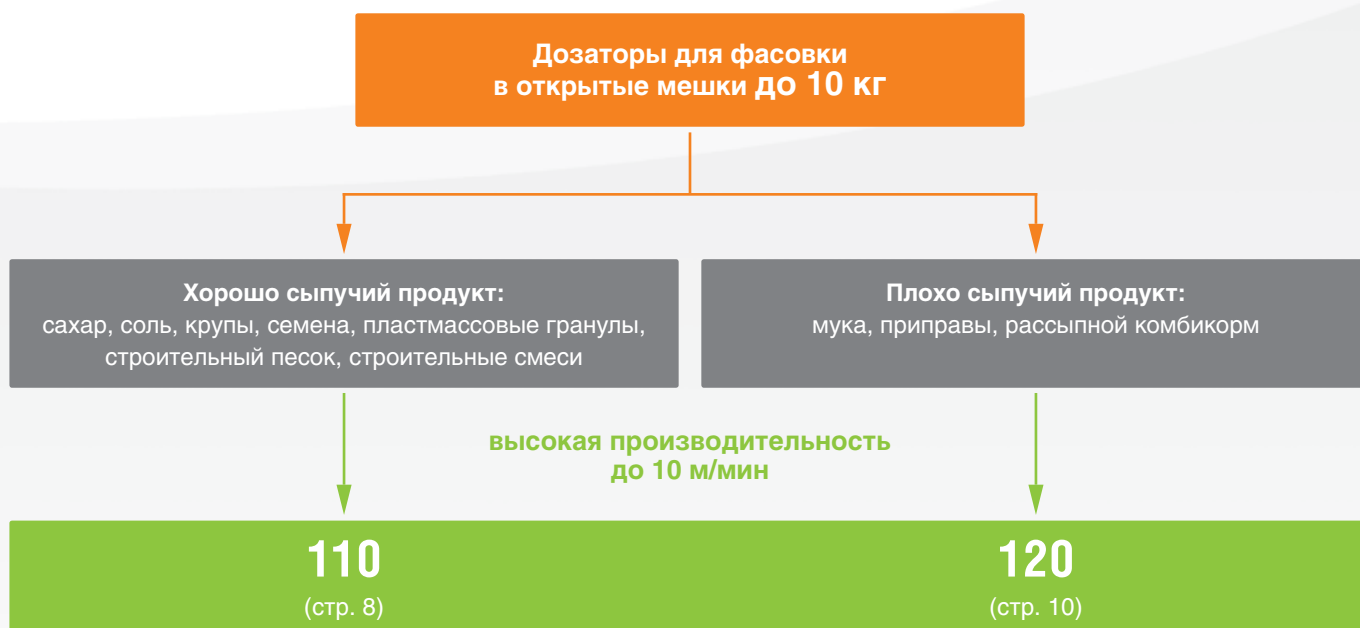 Дозаторы для фасовки
в открытые мешки до 10 кг
Хорошо сыпучий продукт:
сахар, соль, крупы, семена, пластмассовые гранулы,
строительный песок, строительные смеси
Плохо сыпучий продукт:
мука, приправы, рассыпной комбикорм
высокая производительность
до 10 м/мин
110
(стр. 8)
120
(стр. 10)